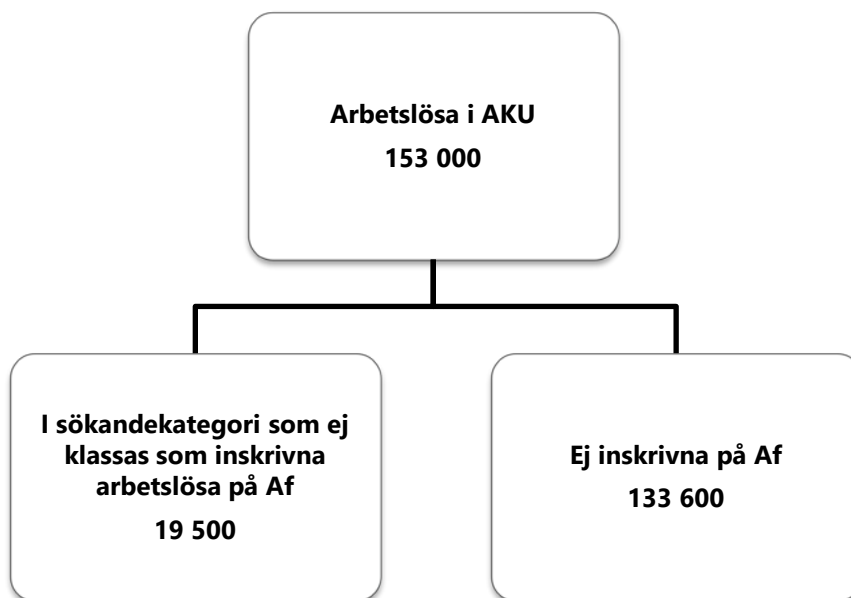 Arbetslösa i AKU
153 000
I sökandekategori som ej
klassas som inskrivna
arbetslösa på Af
19 500
Ej inskrivna på Af
133 600